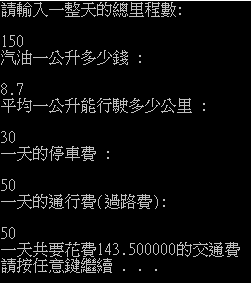 請輸入一整天的總里程數:
150
汽油一公升多少錢 :
8.7
平均一公升能行駛多少公里 :
30
一天的停車費 :
50
一天的通行費(過路費):
50
一天共要花費143.500000的交通費
請按任意鍵繼續 . . .